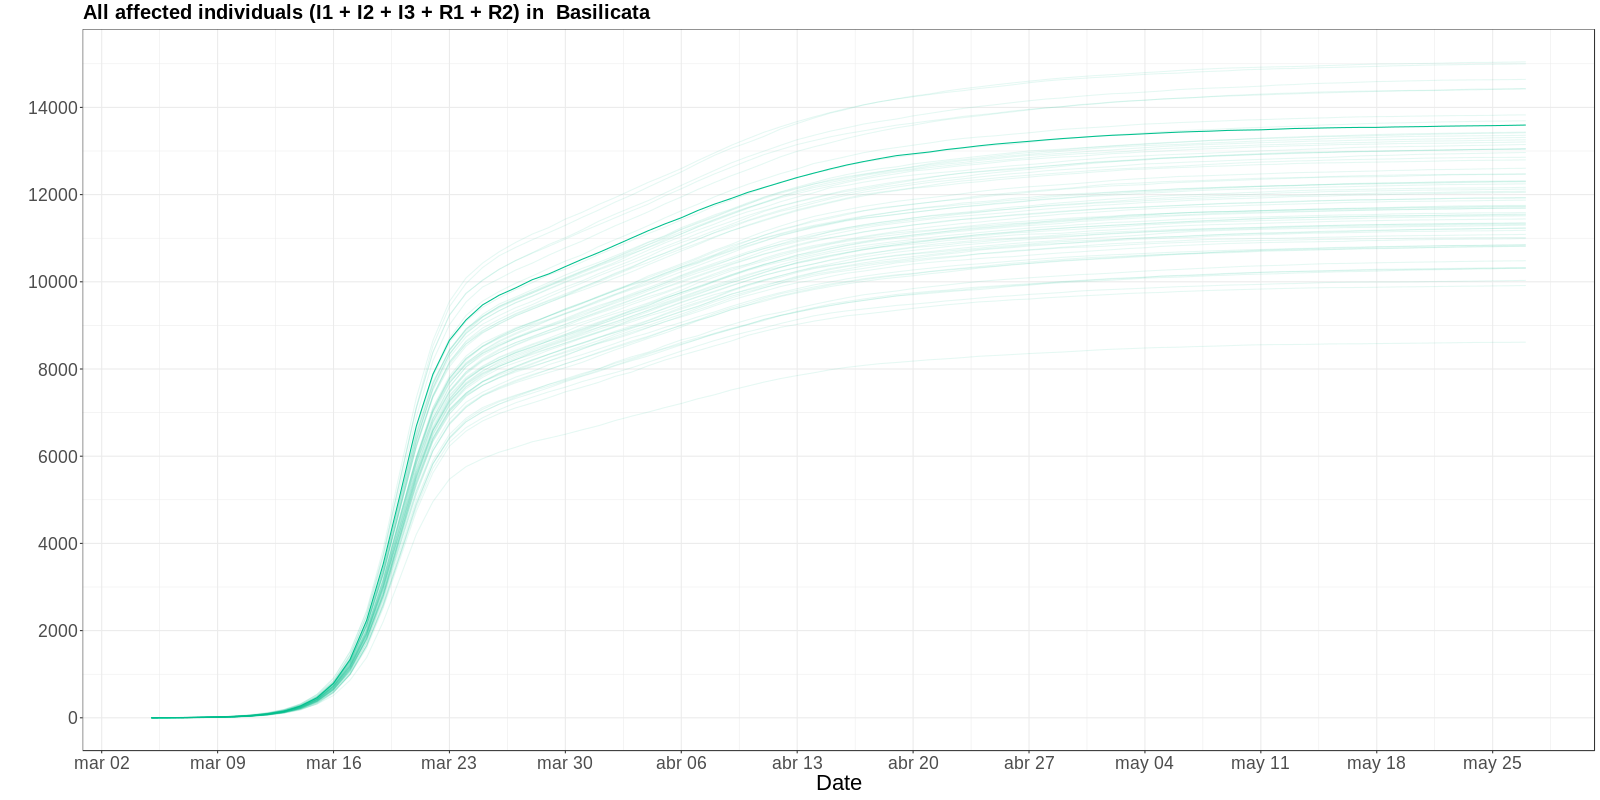 All affected individuals (I1 + I2 + I3 + R1 + R2) in  Basilicata
14000
12000
10000
8000
6000
4000
2000
0
mar 02 mar 09 mar 16 mar 23 mar 30 abr 06 abr 13 abr 20 abr 27 may 04 may 11 may 18 may 25
Date